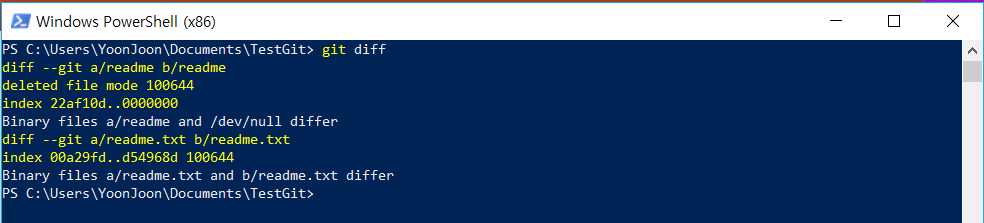 Windows PowerShell (x86)
PS C:\Users\YoonJoon\Documents\TestGit> git diff
diff --git a/readme b/readme
deleted file mode 100644
index 22af10d..0000000
Binary files a/readme and /dev/null differ
diff --git a/readme.txt b/readme.txt
index 00a29fd..d54968d 100644
Binary files a/readme.txt and b/readme.txt differ
PS C:\Users\YoonJoon\Documents\TestGit>